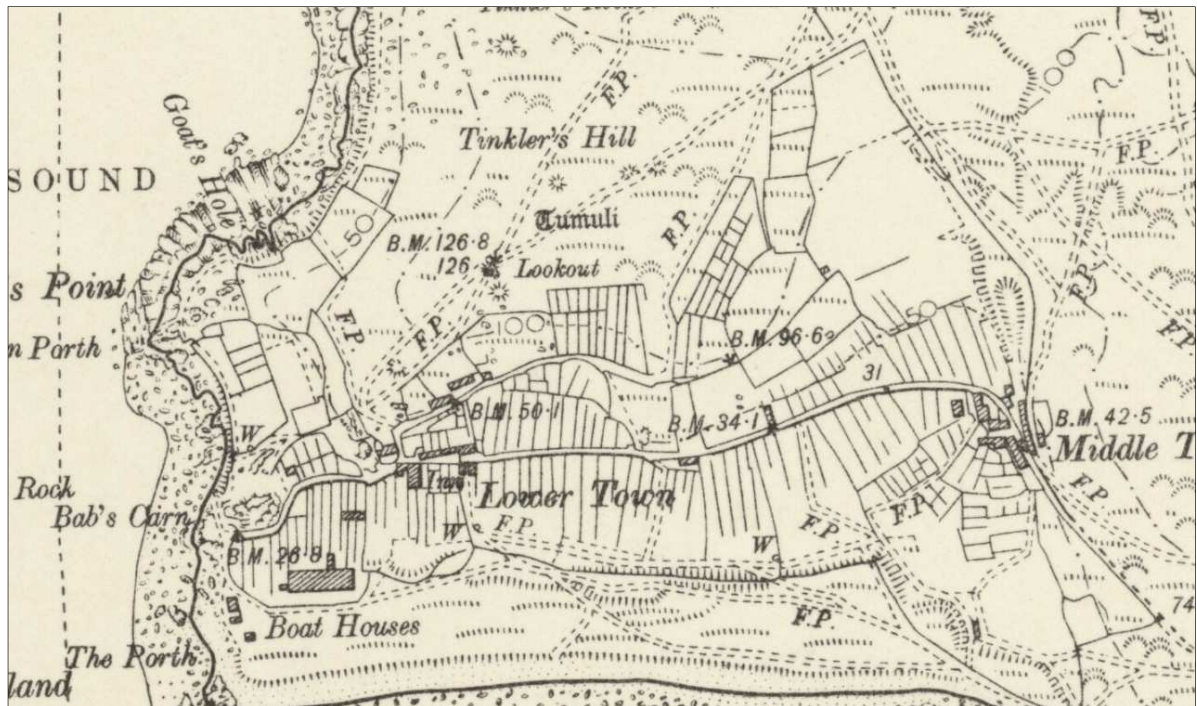 F.P.
F.P.
Goat's Hole
Tinkler's Hill
F.P.
SOUND
50
Tumuli
F.P.
B.M. 126·8
126
Lookout
s Point
F.P.
F.P.
F.P.
50
n Porth
B.M. 96·6
F.P.
31
B.M. 50·1
B.M. 34·1
B.M. 42·5
W
Middle T
Inn
Rock
Lower Town
F.P.
Bab's Carn
F.P.
F.P.
F.P.
W
W
B.M. 26·8
74
Boat Houses
F.P.
The Porth
land